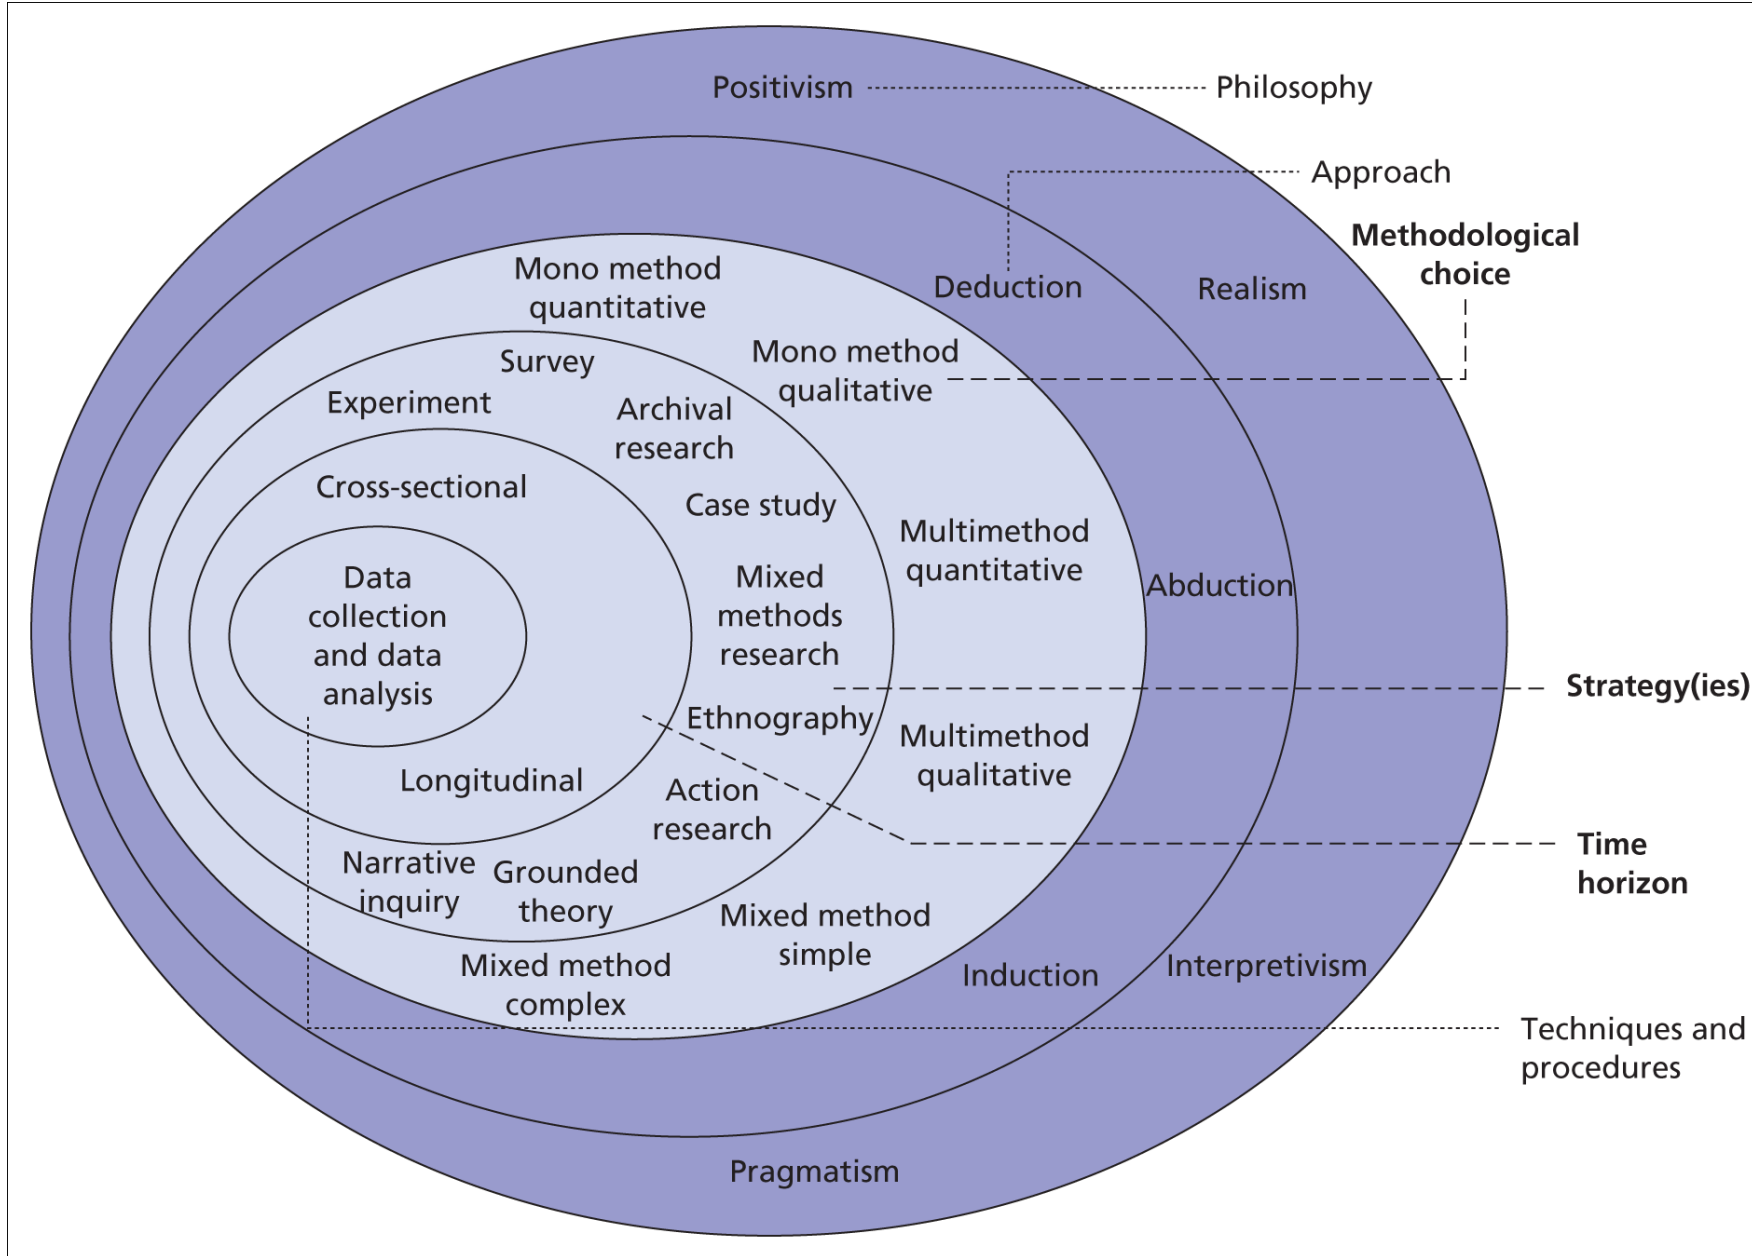 Positivism
Philosophy
Approach
Methodological
choice
Mono method
quantitative
Deduction
Realism
Mono method
qualitative
Survey
Experiment
Archival
research
Cross-sectional
Case study
Multimethod
quantitative
Data
collection
and data
analysis
Mixed
methods
research
Abduction
Strategy(ies)
Ethnography
Multimethod
qualitative
Longitudinal
Action
research
Time
horizon
Narrative
inquiry
Grounded
theory
Mixed method
simple
Mixed method
complex
Induction
Interpretivism
Techniques and
procedures
Pragmatism